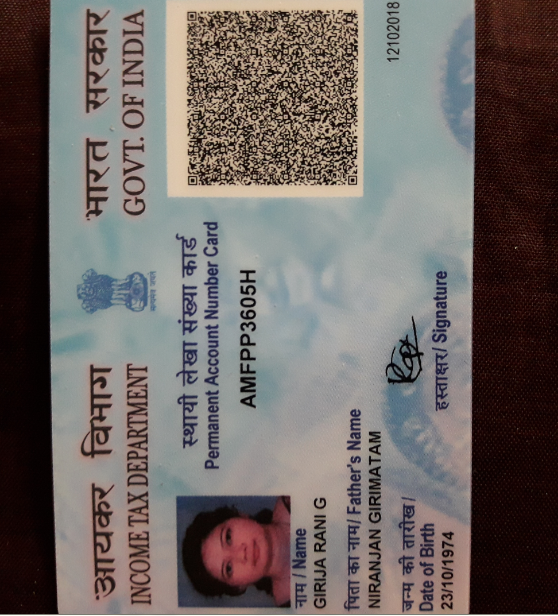 आयकर विभाग
INCOME TAX DEPARTMENT
भारत सरकार
GOVT. OF INDIA
स्थायी लेखा संख्या कार्ड
Permanent Account Number Card
AMFPP3605H
नाम / Name
GIRIJA RANI G
पिता का नाम/ Father's Name
NIRANJAN GIRIMATAM
जन्म की तारीख /
Date of Birth
23/10/1974
हस्ताक्षर/ Signature
12102018